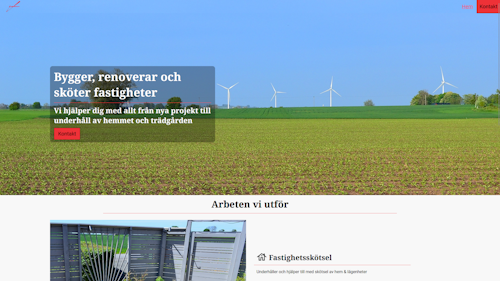 Hem
Kontakt
Bygger, renoverar och
sköter fastigheter
Vi hjälper dig med allt från nya projekt till
underhåll av hemmet och trädgården
Kontakt
Arbeten vi utför
Fastighetsskötsel
Underhåller och hjälper till med skötsel av hem & lägenheter